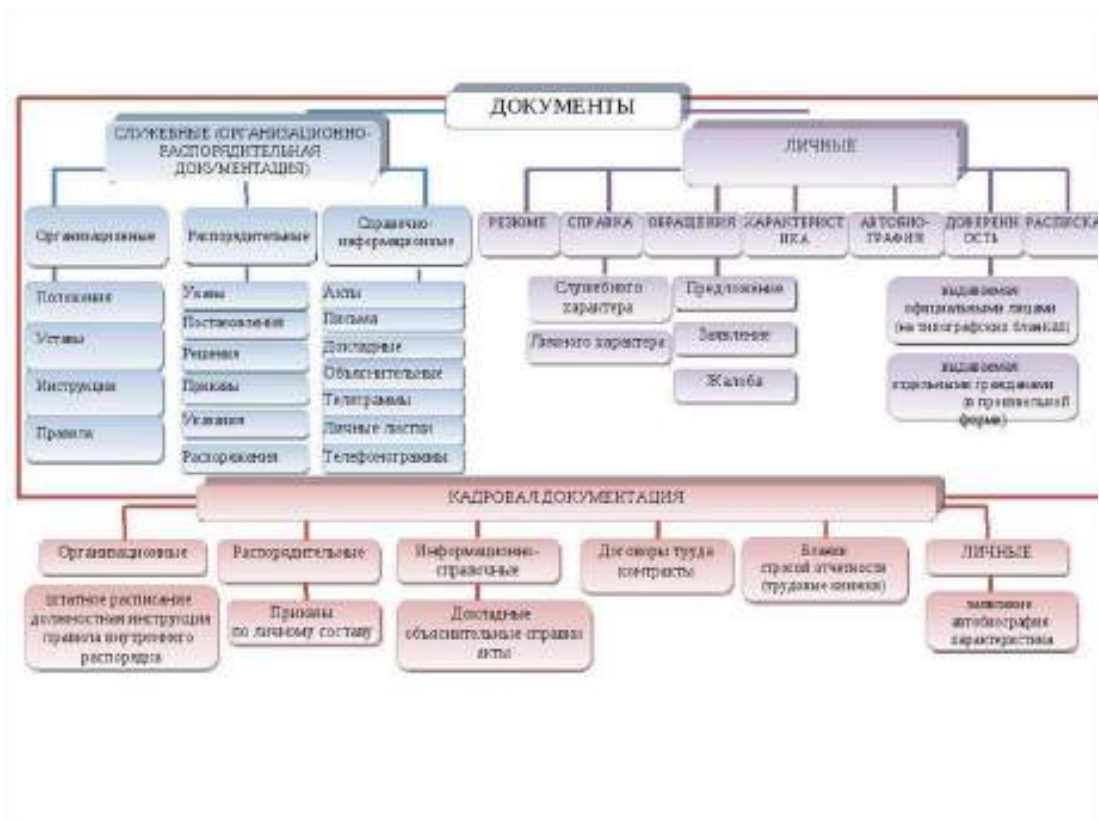 ДОКУМЕНТЫ
СЛУЖЕБНЫЕ (ОРГАНИЗАЦИОННО-
РАСПОРЯДИТЕЛЬНАЯ
ДОКУМЕНТАЦИЯ)
ЛИЧНЫЕ
Организационные
Распорядительные
Справочно-
информационные
РЕЗЮМЕ
СПРАВКА
ОБРАЩЕНИЯ
ХАРАКТЕРИСТ
ИКА
АВТОБИО-
ГРАФИЯ
ДОВЕРЕНН
ОСТЬ
РАСПИСКА
Положения
Уставы
Инструкции
Правила
Указы
Постановления
Решения
Приказы
Указания
Распоряжения
Акты
Письма
Докладные
Объяснительные
Телеграммы
Личные листки
Телефонограммы
Служебного
характера
Личного характера
Предложение
Заявление
Жалоба
выдаваемая
официальными лицами
(на типографских бланках)
выдаваемая
отдельными гражданами
(в произвольной
форме)
КАДРОВАЯ ДОКУМЕНТАЦИЯ
Организационные
Распорядительные
Информационно-
справочные
Договоры труда
контракты
Бланки
строгой отчетности
(трудовые книжки)
ЛИЧНЫЕ
штатное расписание
должностная инструкция
правила внутреннего
распорядка
Приказы
по личному составу
Докладные
объяснительные справки
акты
заявление
автобиография
характеристика